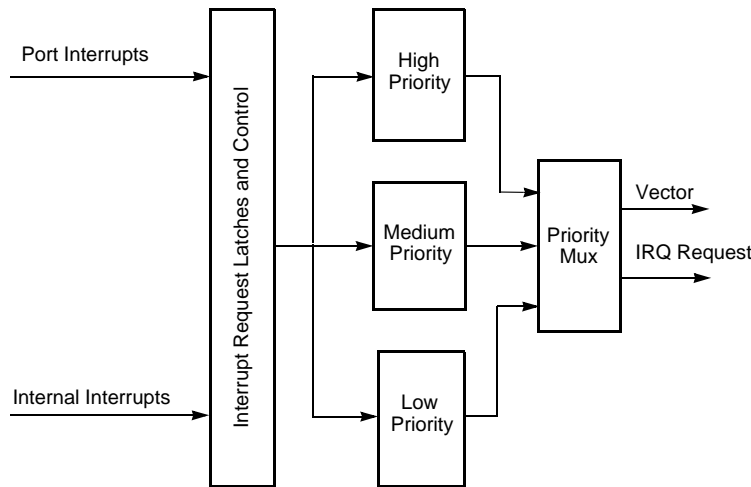 Port Interrupts
Internal Interrupts
Interrupt Request Latches and Control
High
Priority
Medium
Priority
Low
Priority
Priority
Mux
Vector
IRQ Request